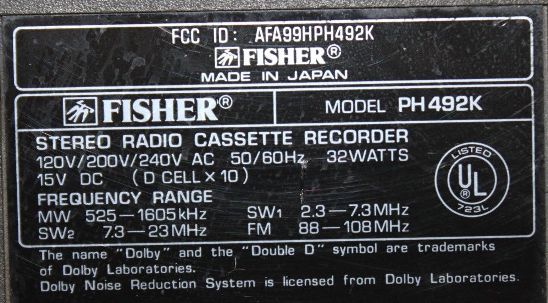 FCC ID: AFA99HPH492K
FISHER®
MADE IN JAPAN
FISHER® MODEL PH492K
STEREO RADIO CASSETTE RECORDER
120V/200V/240V AC 50/60Hz 32WATTS
15V DC (D CELL × 10)
FREQUENCY RANGE
MW 525—1605kHz SW1 2.3—7.3MHz
SW2 7.3—23MHz FM 88—108MHz
LISTED
UL®
723L
The name "Dolby" and the "Double D" symbol are trademarks
of Dolby Laboratories.
Dolby Noise Reduction System is licensed from Dolby Laboratories.